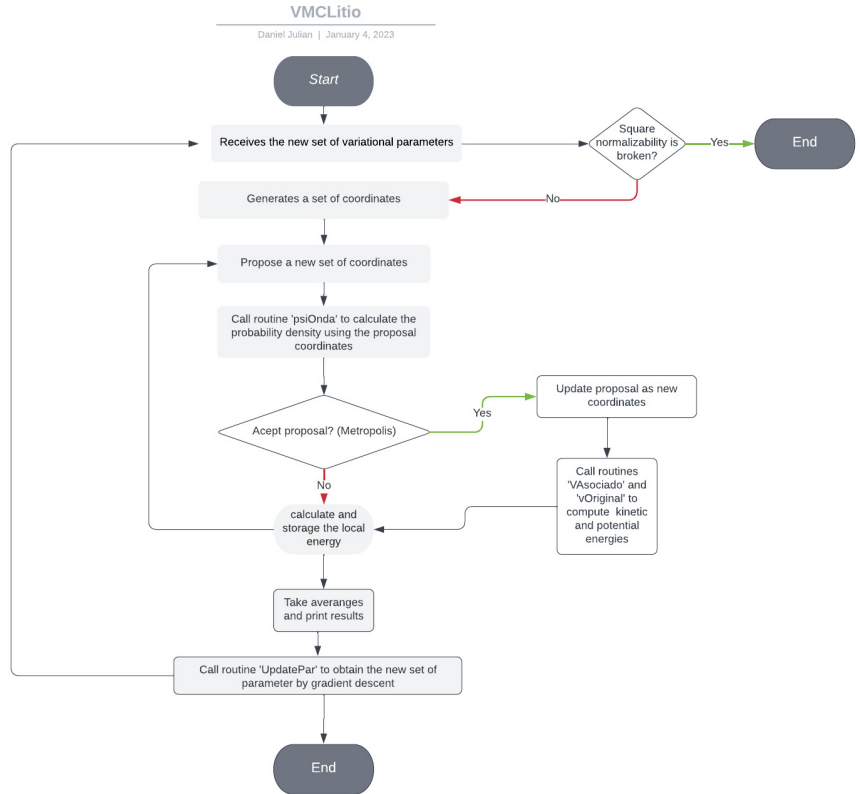 VMCLitio
Daniel Julian | January 4, 2023
Start
Receives the new set of variational parameters
Square
normalizability is
broken?
Yes
End
No
Generates a set of coordinates
Propose a new set of coordinates
Call routine 'psiOnda' to calculate the
probability density using the proposal
coordinates
Acept proposal? (Metropolis)
Yes
Update proposal as new
coordinates
No
Call routines
'VAsociado' and
'vOriginal' to
compute kinetic
and potential
energies
calculate and
storage the local
energy
Take averanges
and print results
Call routine 'UpdatePar' to obtain the new set of
parameter by gradient descent
End